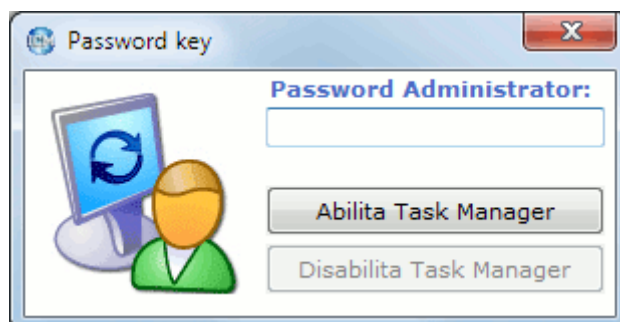 Password key
Password Administrator:
Abilita Task Manager
Disabilita Task Manager